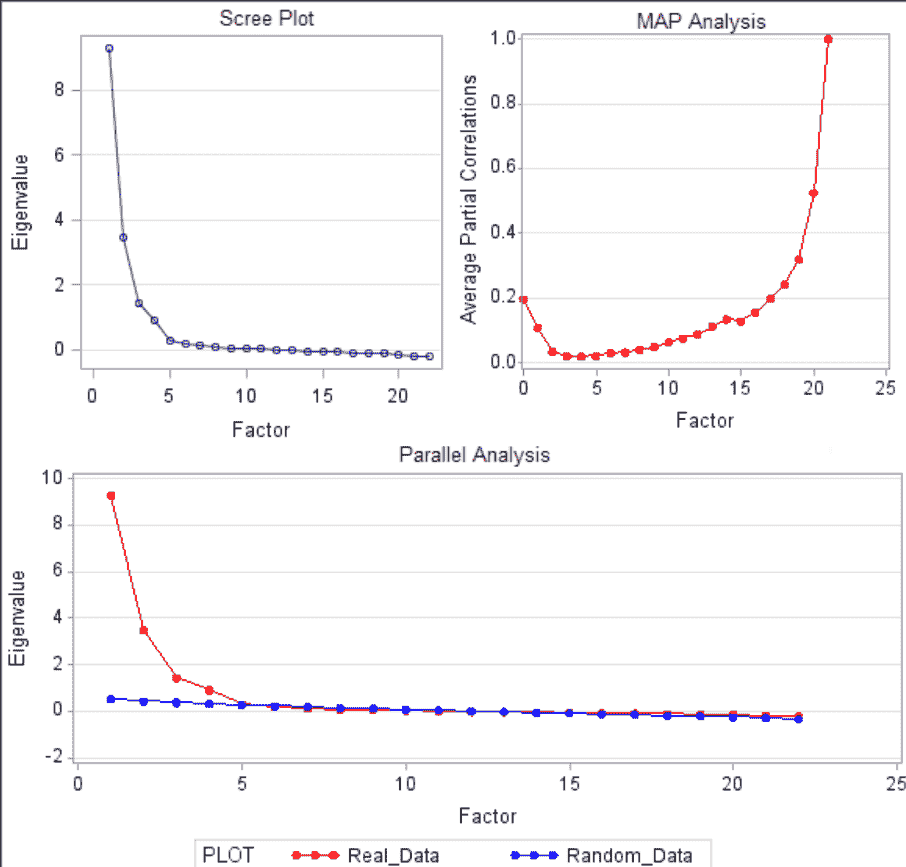 Scree Plot
Eigenvalue
8
6
4
2
0
0 5 10 15 20
Factor
MAP Analysis
Average Partial Correlations
1.0
0.8
0.6
0.4
0.2
0.0
0 5 10 15 20 25
Factor
Parallel Analysis
Eigenvalue
10
8
6
4
2
0
-2
0 5 10 15 20 25
Factor
PLOT Real_Data Random_Data